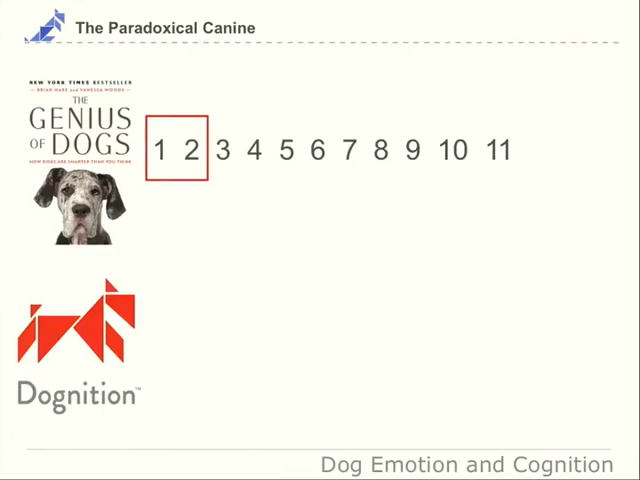 The Paradoxical Canine
NEW YORK TIMES BESTSELLER
BRIAN HARE and VANESSA WOODS
THE
GENIUS
OF DOGS
HOW DOGS ARE SMARTER THAN YOU THINK
1 2 3 4 5 6 7 8 9 10 11
Dognition™
Dog Emotion and Cognition